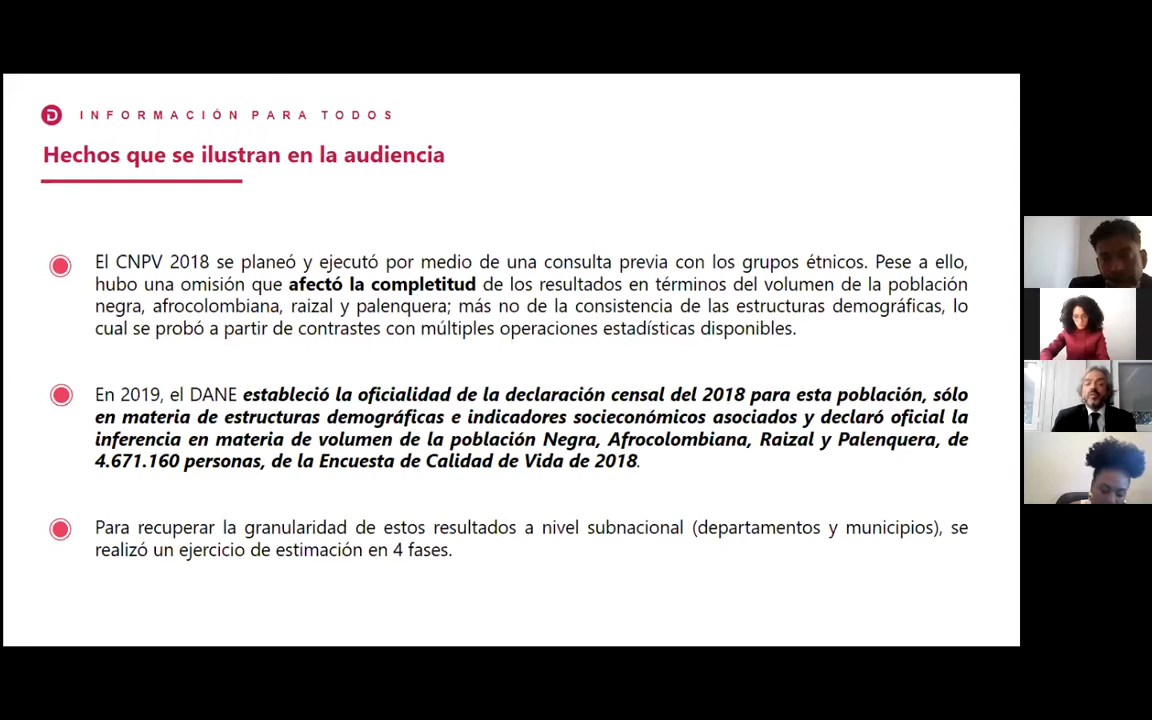 INFORMACIÓN PARA TODOS
Hechos que se ilustran en la audiencia
El CNPV 2018 se planeó y ejecutó por medio de una consulta previa con los grupos étnicos. Pese a ello,
hubo una omisión que afectó la completitud de los resultados en términos del volumen de la población
negra, afrocolombiana, raizal y palenquera; más no de la consistencia de las estructuras demográficas, lo
cual se probó a partir de contrastes con múltiples operaciones estadísticas disponibles.
En 2019, el DANE estableció la oficialidad de la declaración censal del 2018 para esta población, sólo
en materia de estructuras demográficas e indicadores socieconómicos asociados y declaró oficial la
inferencia en materia de volumen de la población Negra, Afrocolombiana, Raizal y Palenquera, de
4.671.160 personas, de la Encuesta de Calidad de Vida de 2018.
Para recuperar la granularidad de estos resultados a nivel subnacional (departamentos y municipios), se
realizó un ejercicio de estimación en 4 fases.